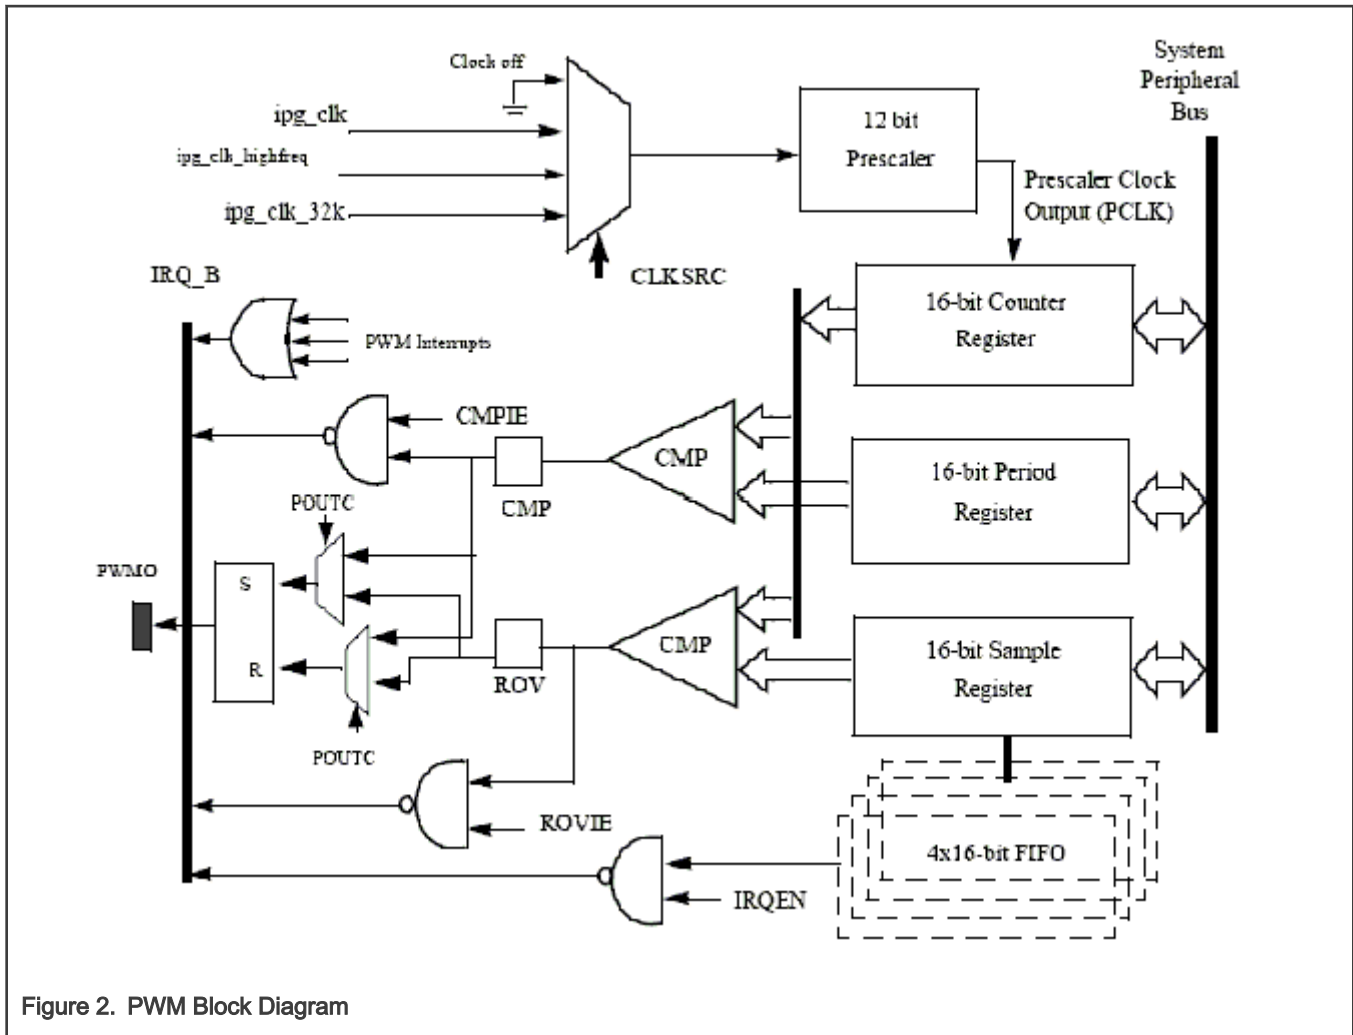 System
Peripheral
Bus
Clock off
ipg_clk
ipg_clk_highfreq
ipg_clk_32k
12 bit
Prescaler
Prescaler Clock
Output (PCLK)
CLKSRC
IRQ_B
PWM Interrupts
16-bit Counter
Register
CMPIE
CMP
CMP
16-bit Period
Register
POUTC
PWMO
S
R
ROV
CMP
16-bit Sample
Register
POUTC
ROVIE
4x16-bit FIFO
IRQEN
Figure 2. PWM Block Diagram